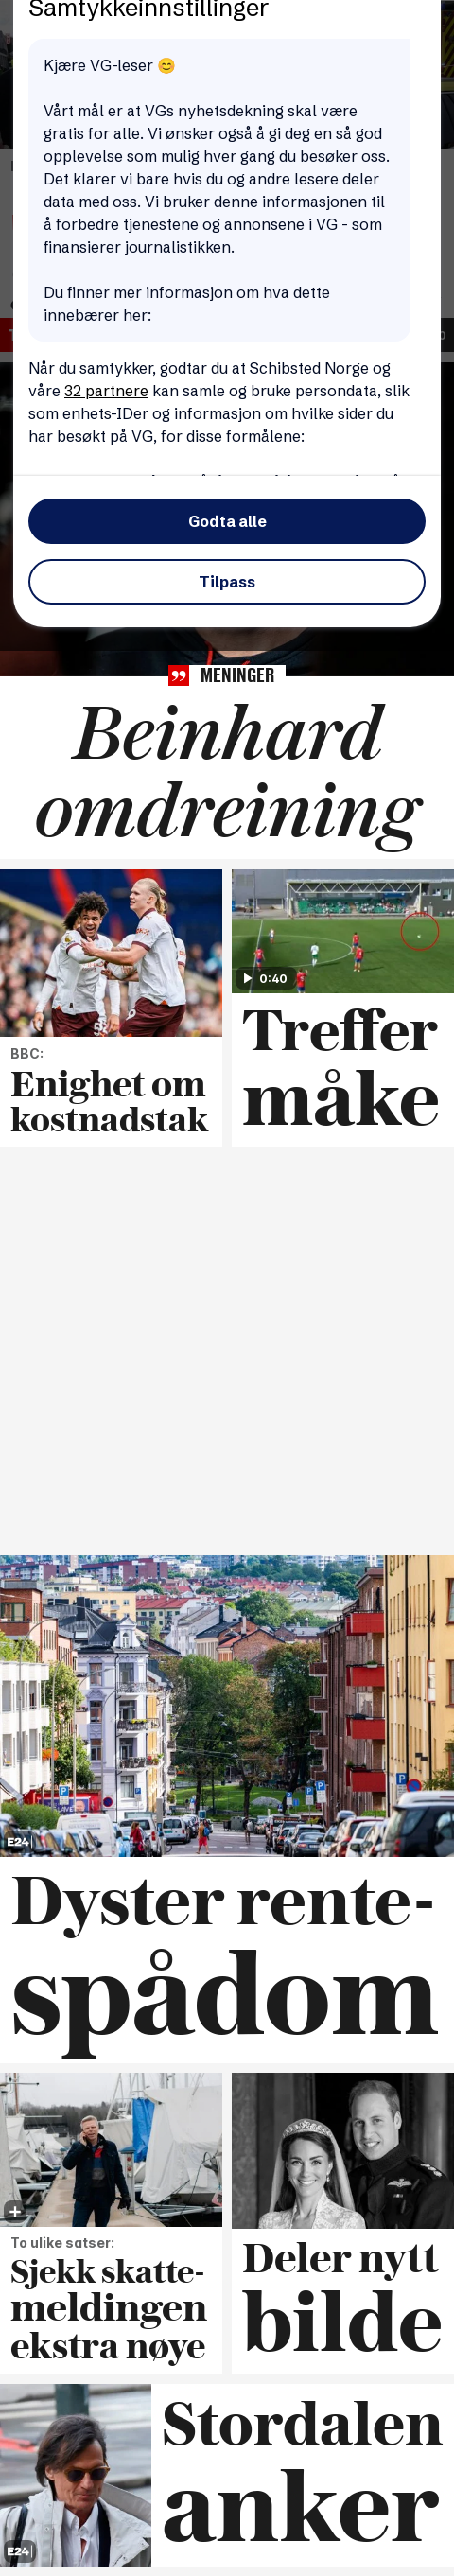 Samtykkeinnstillinger
Kjære VG-leser 😊
Vårt mål er at VGs nyhetsdekning skal være
gratis for alle. Vi ønsker også å gi deg en så god
opplevelse som mulig hver gang du besøker oss.
Det klarer vi bare hvis du og andre lesere deler
data med oss. Vi bruker denne informasjonen til
å forbedre tjenestene og annonsene i VG - som
finansierer journalistikken.
Du finner mer informasjon om hva dette
innebærer her:
Når du samtykker, godtar du at Schibsted Norge og
våre 32 partnere kan samle og bruke persondata, slik
som enhets-IDer og informasjon om hvilke sider du
har besøkt på VG, for disse formålene:
Godta alle
Tilpass
MENINGER
Beinhard
omdreining
0:40
BBC:
Enighet om
kostnadstak
Treffer
måke
E24
Dyster rente-
spådom
To ulike satser:
Sjekk skatte-
meldingen
ekstra nøye
Deler nytt
bilde
E24
Stordalen
anker